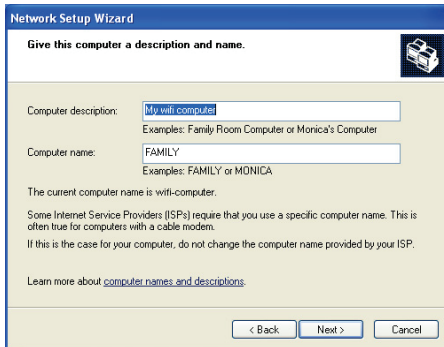 Network Setup Wizard
Give this computer a description and name.
Computer description: My wifi computer
Examples: Family Room Computer or Monica's Computer
Computer name: FAMILY
Examples: FAMILY or MONICA
The current computer name is wifi-computer.
Some Internet Service Providers (ISPs) require that you use a specific computer name. This is
often true for computers with a cable modem.
If this is the case for your computer, do not change the computer name provided by your ISP.
Learn more about computer names and descriptions.
< Back Next > Cancel